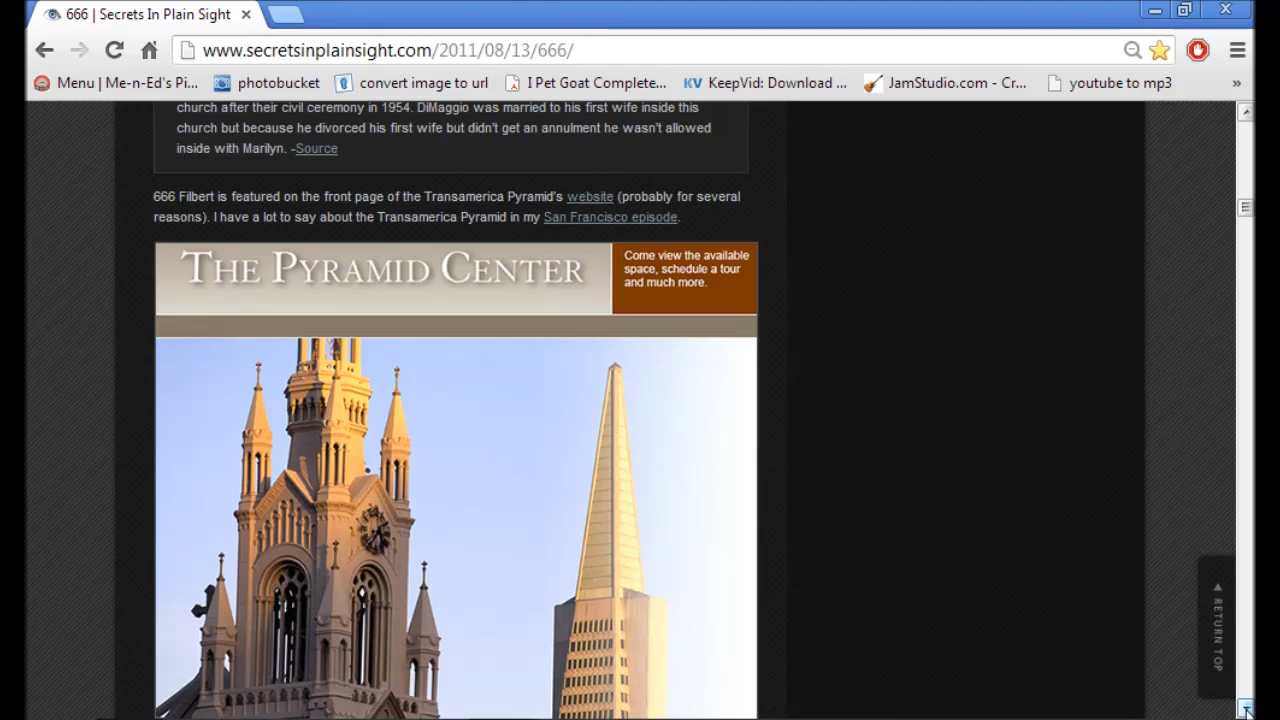 666 | Secrets In Plain Sight
www.secretsinplainsight.com/2011/08/13/666/
Menu | Me-n-Ed's Pi... photobucket convert image to url I Pet Goat Complete... KV KeepVid: Download ... JamStudio.com - Cr... youtube to mp3 »
church after their civil ceremony in 1954. DiMaggio was married to his first wife inside this
church but because he divorced his first wife but didn't get an annulment he wasn't allowed
inside with Marilyn. -Source
666 Filbert is featured on the front page of the Transamerica Pyramid's website (probably for several
reasons). I have a lot to say about the Transamerica Pyramid in my San Francisco episode.
THE PYRAMID CENTER
Come view the available
space, schedule a tour
and much more.
RETURN TOP